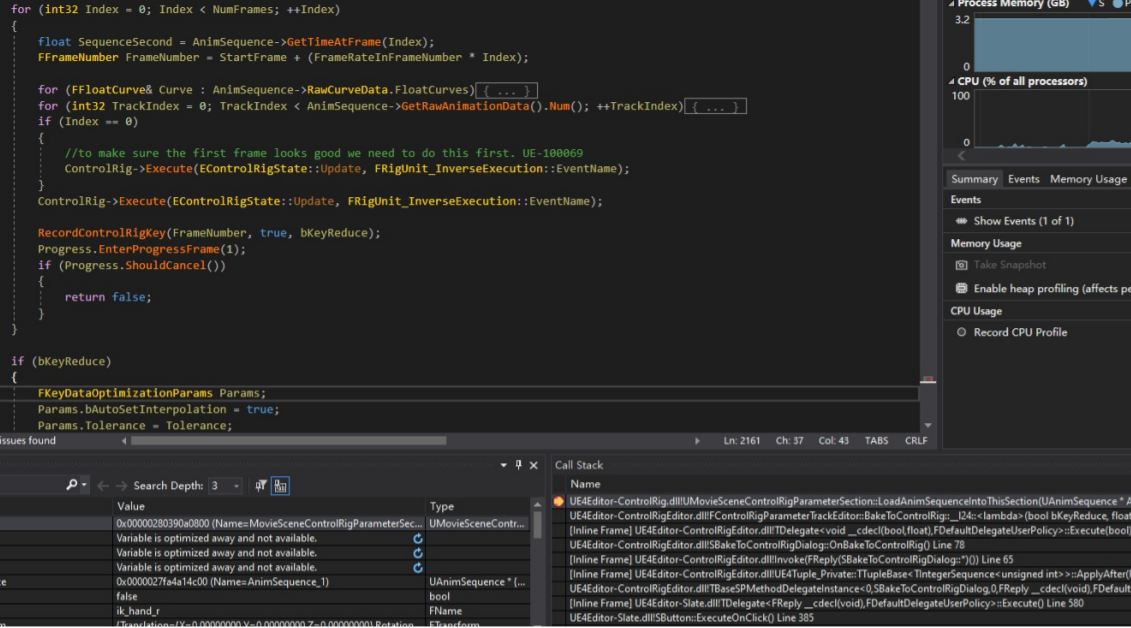 for (int32 Index = 0; Index < NumFrames; ++Index)
{
float SequenceSecond = AnimSequence->GetTimeAtFrame(Index);
FFrameNumber FrameNumber = StartFrame + (FrameRateInFrameNumber * Index);
for (FFloatCurve& Curve : AnimSequence->RawCurveData.FloatCurves){ ... }
for (int32 TrackIndex = 0; TrackIndex < AnimSequence->GetRawAnimationData().Num(); ++TrackIndex){ ... }
if (Index == 0)
{
//to make sure the first frame looks good we need to do this first. UE-100069
ControlRig->Execute(EControlRigState::Update, FRigUnit_InverseExecution::EventName);
}
ControlRig->Execute(EControlRigState::Update, FRigUnit_InverseExecution::EventName);
RecordControlRigKey(FrameNumber, true, bKeyReduce);
Progress.EnterProgressFrame(1);
if (Progress.ShouldCancel())
{
return false;
}
}
if (bKeyReduce)
{
FKeyDataOptimizationParams Params;
Params.bAutoSetInterpolation = true;
Params.Tolerance = Tolerance;
issues found
Ln: 2161 Ch: 37 Col: 43 TABS CRLF
Process Memory (GB) S P
3.2
0
CPU (% of all processors)
100
0
Summary Events Memory Usage
Events
Show Events (1 of 1)
Memory Usage
Take Snapshot
Enable heap profiling (affects pe
CPU Usage
Record CPU Profile
Search Depth: 3
Value Type
0x00000280390a0800 (Name=MovieSceneControlRigParameterSec... UMovieSceneContr...
Variable is optimized away and not available.
Variable is optimized away and not available.
Variable is optimized away and not available.
te 0x0000027fa4a14c00 (Name=AnimSequence_1) UAnimSequence * {...
false bool
ik_hand_r FName
{Translation={X=0.00000000 Y=0.00000000 Z=0.00000000} Rotation... FTransform
Call Stack
Name
UE4Editor-ControlRig.dll!UMovieSceneControlRigParameterSection::LoadAnimSequenceIntoThisSection(UAnimSequence * A
UE4Editor-ControlRigEditor.dll!FControlRigParameterTrackEditor::BakeToControlRig::__l24::<lambda>(bool bKeyReduce, float
[Inline Frame] UE4Editor-ControlRigEditor.dll!TDelegate<void __cdecl(bool,float),FDefaultDelegateUserPolicy>::Execute(bool)
UE4Editor-ControlRigEditor.dll!SBakeToControlRigDialog::OnBakeToControlRig() Line 78
[Inline Frame] UE4Editor-ControlRigEditor.dll!Invoke(FReply(SBakeToControlRigDialog::*)()) Line 65
[Inline Frame] UE4Editor-ControlRigEditor.dll!UE4Tuple_Private::TTupleBase<TIntegerSequence<unsigned int>>::ApplyAfter(
UE4Editor-ControlRigEditor.dll!TBaseSPMethodDelegateInstance<0,SBakeToControlRigDialog,0,FReply __cdecl(void),FDefault
[Inline Frame] UE4Editor-Slate.dll!TDelegate<FReply __cdecl(void),FDefaultDelegateUserPolicy>::Execute() Line 580
UE4Editor-Slate.dll!SButton::ExecuteOnClick() Line 385